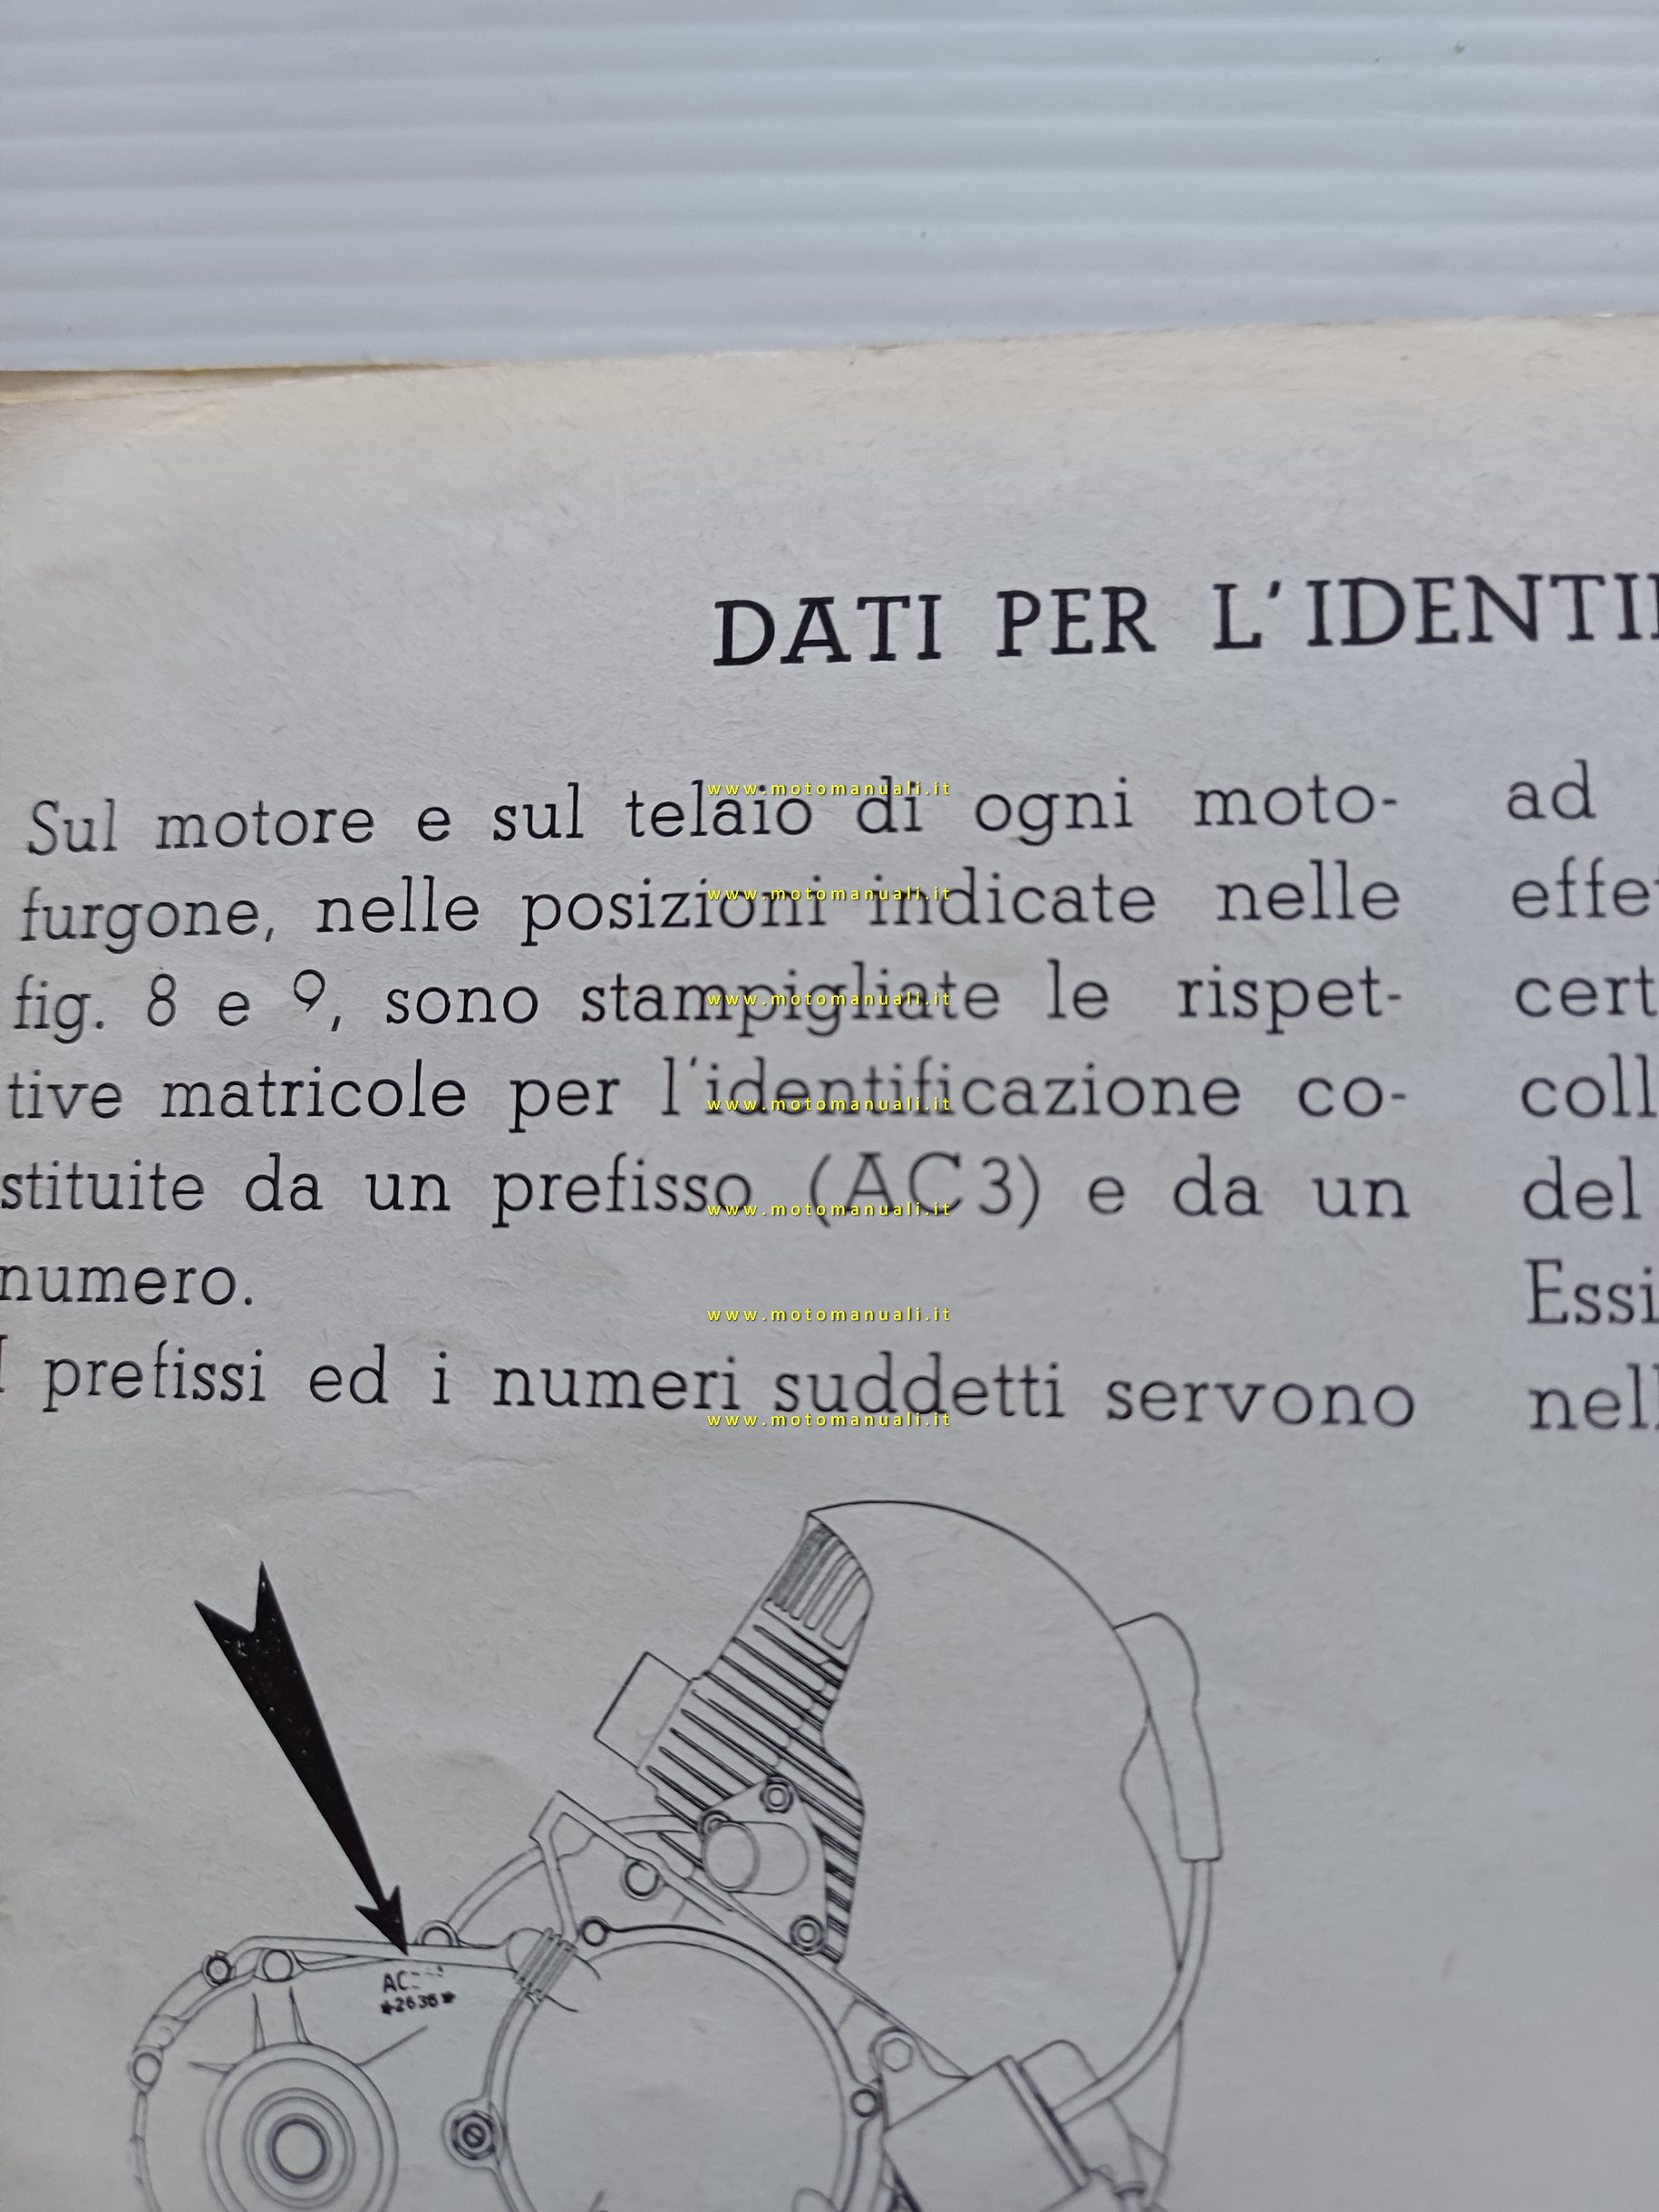 DATI PER L'IDENTI
Sul motore e sul telaio di ogni moto-
furgone, nelle posizioni indicate nelle
fig. 8 e 9, sono stampigliate le rispet-
tive matricole per l'identificazione co-
stituite da un prefisso (AC3) e da un
numero.
I prefissi ed i numeri suddetti servono
ad
effe
cert
coll
del
Essi
nell
www.motomanuali.it
www.motomanuali.it
www.motomanuali.it
www.motomanuali.it
www.motomanuali.it
www.motomanuali.it
www.motomanuali.it
*2636*